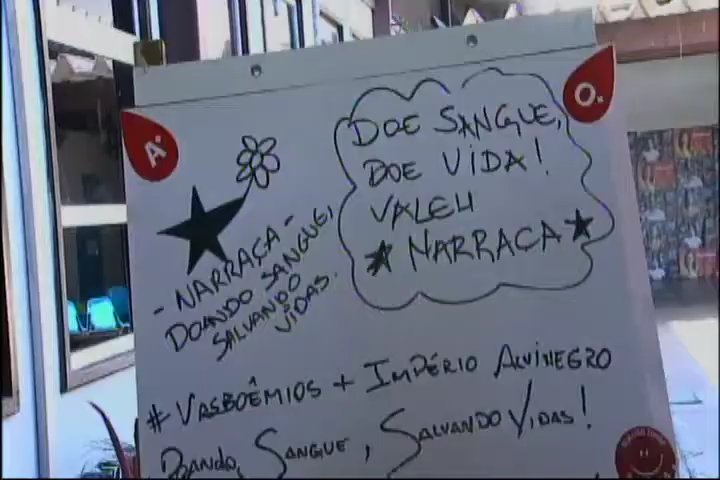 A+
O+
DOE SANGUE,
DOE VIDA!
VALEU
NARRAÇA
- NARRAÇA -
DOANDO SANGUE,
SALVANDO
VIDAS.
# VASBOÊMIOS + IMPÉRIO ALVINEGRO
DOANDO SANGUE, SALVANDO VIDAS!